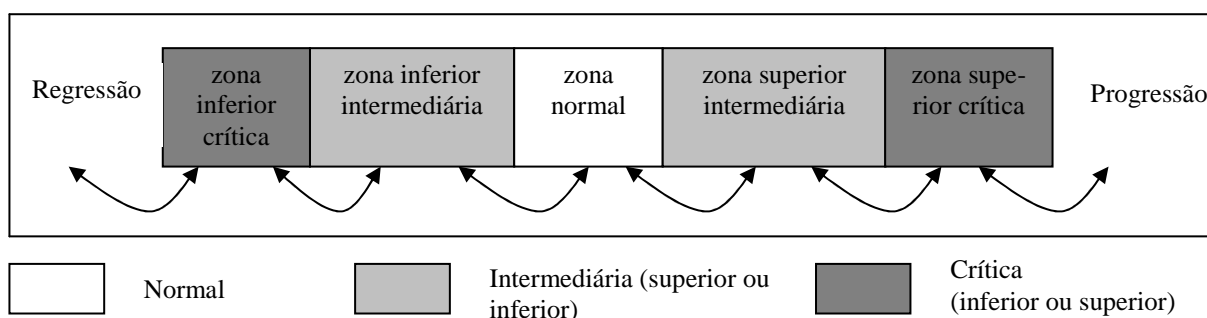 Regressão
zona
inferior
crítica
zona inferior
intermediária
zona
normal
zona superior
intermediária
zona supe-
rior crítica
Progressão
Normal
Intermediária (superior ou
inferior)
Crítica
(inferior ou superior)